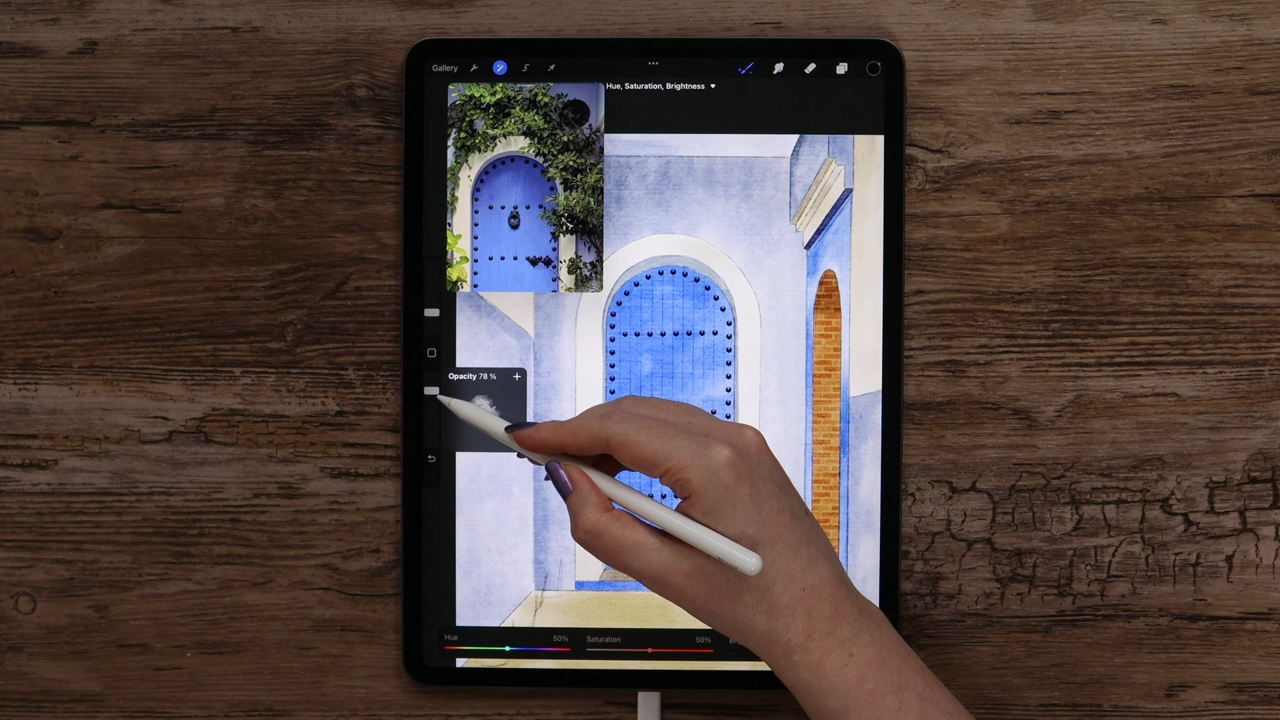 Gallery
Hue, Saturation, Brightness
Opacity 78 %
Hue 50% Saturation 50%